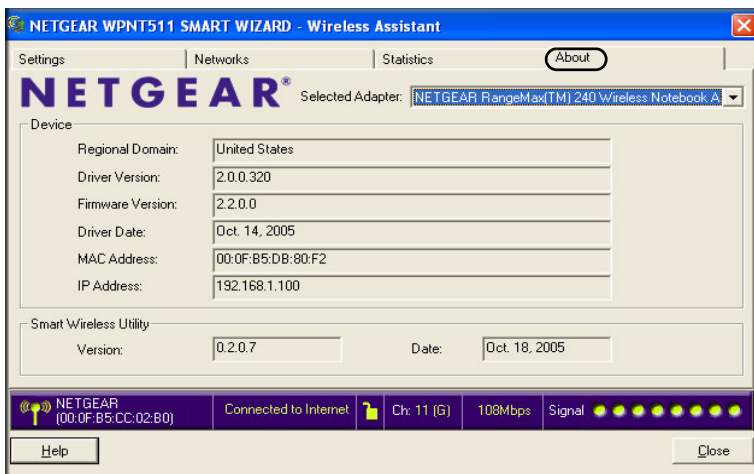 NETGEAR WPNT511 SMART WIZARD - Wireless Assistant
Settings Networks Statistics About
NETGEAR® Selected Adapter: NETGEAR RangeMax(TM) 240 Wireless Notebook A
Device
Regional Domain: United States
Driver Version: 2.0.0.320
Firmware Version: 2.2.0.0
Driver Date: Oct. 14, 2005
MAC Address: 00:0F:B5:DB:80:F2
IP Address: 192.168.1.100
Smart Wireless Utility
Version: 0.2.0.7 Date: Oct. 18, 2005
NETGEAR
(00:0F:B5:CC:02:B0) Connected to Internet Ch: 11 (G) 108Mbps Signal
Help Close